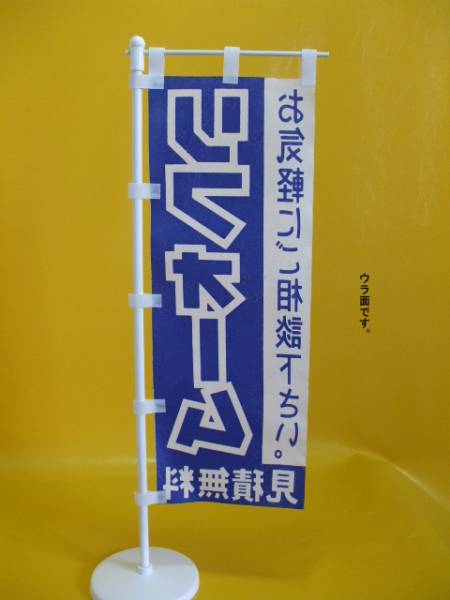 リフォーム
お気軽にご相談下さい。
見積無料
ウラ面です。